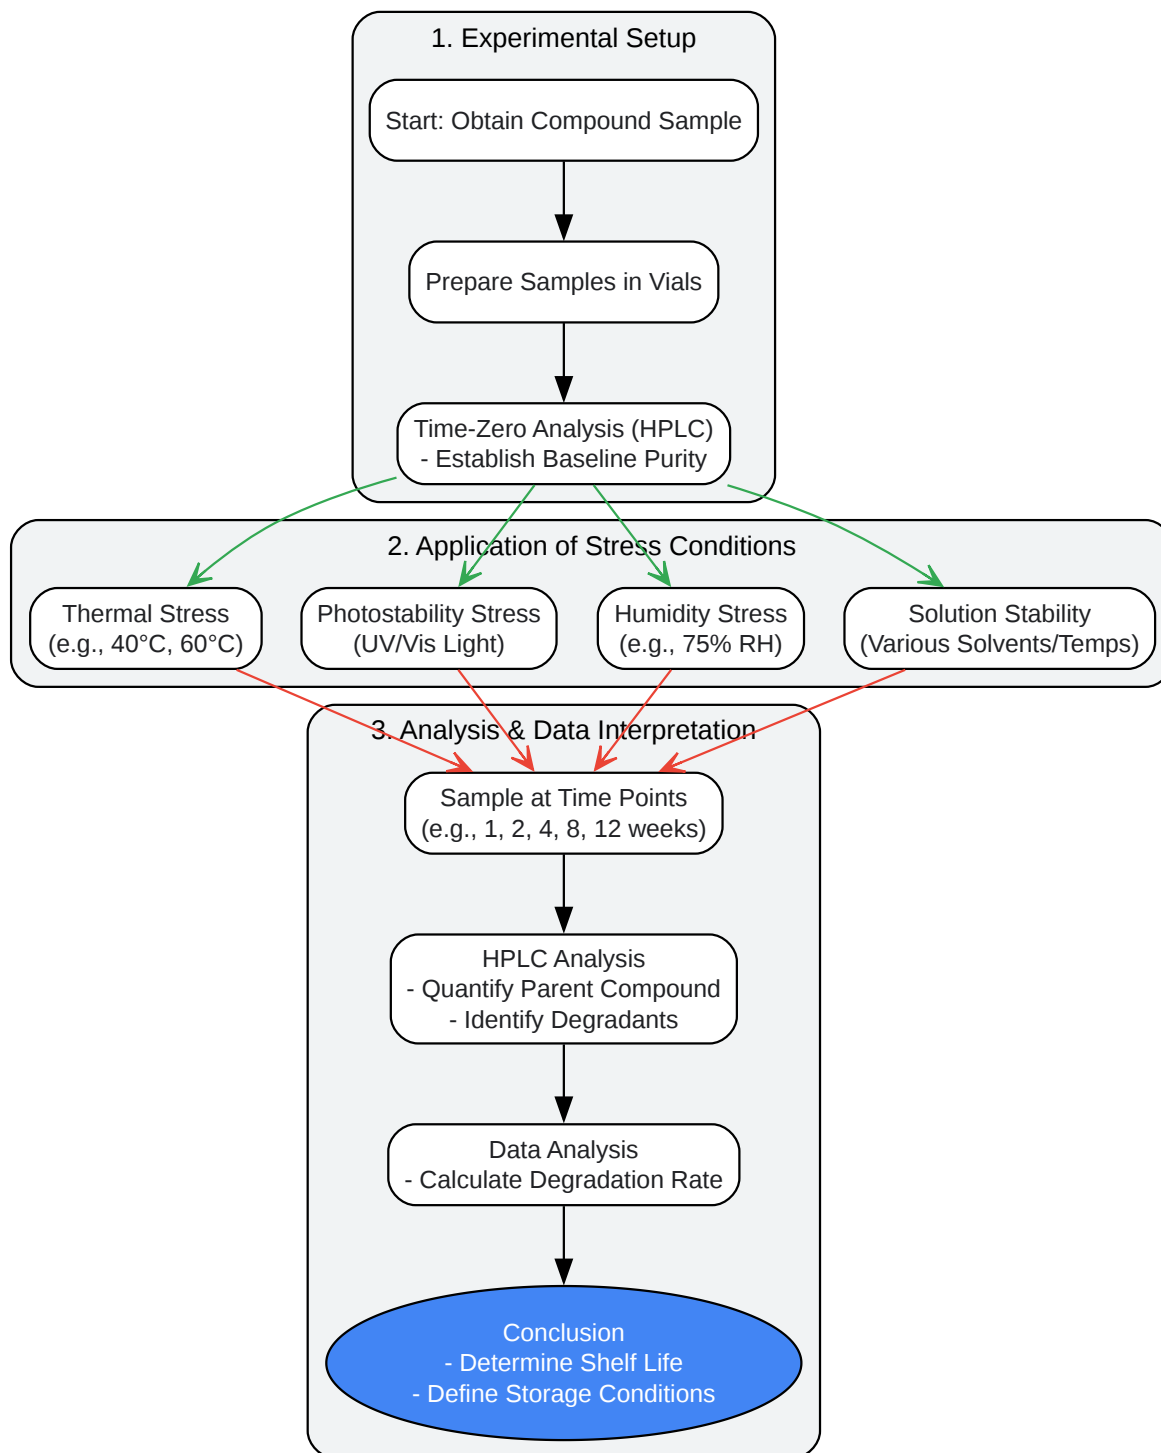 1. Experimental Setup
Start: Obtain Compound Sample
Prepare Samples in Vials
Time-Zero Analysis (HPLC)
- Establish Baseline Purity
2. Application of Stress Conditions
Thermal Stress
(e.g., 40°C, 60°C)
Photostability Stress
(UV/Vis Light)
Humidity Stress
(e.g., 75% RH)
Solution Stability
(Various Solvents/Temps)
3. Analysis & Data Interpretation
Sample at Time Points
(e.g., 1, 2, 4, 8, 12 weeks)
HPLC Analysis
- Quantify Parent Compound
- Identify Degradants
Data Analysis
- Calculate Degradation Rate
Conclusion
- Determine Shelf Life
- Define Storage Conditions